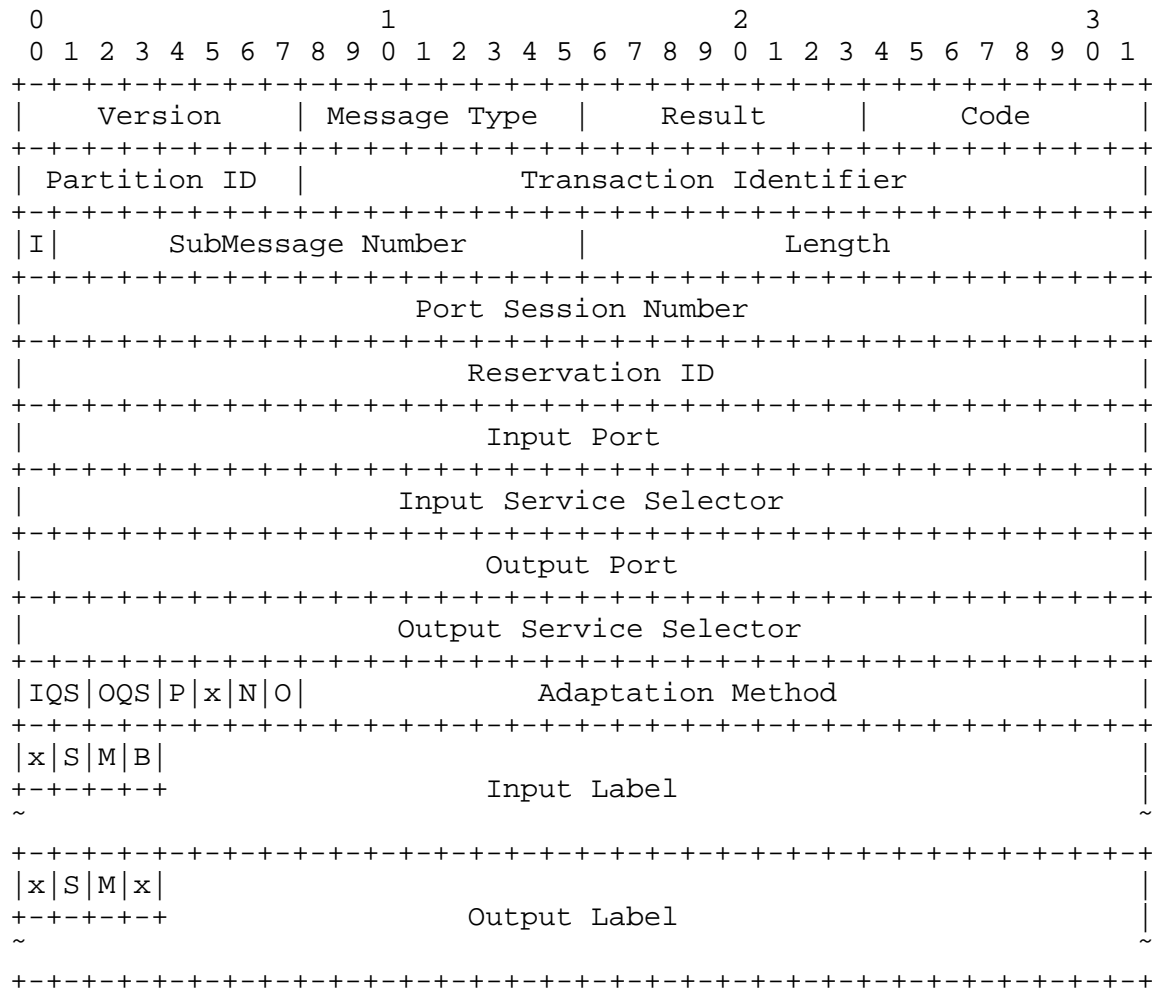 0                   1                   2                   3
 0 1 2 3 4 5 6 7 8 9 0 1 2 3 4 5 6 7 8 9 0 1 2 3 4 5 6 7 8 9 0 1
+-+-+-+-+-+-+-+-+-+-+-+-+-+-+-+-+-+-+-+-+-+-+-+-+-+-+-+-+-+-+-+-+
|    Version    | Message Type  |    Result     |     Code      |
+-+-+-+-+-+-+-+-+-+-+-+-+-+-+-+-+-+-+-+-+-+-+-+-+-+-+-+-+-+-+-+-+
| Partition ID  |            Transaction Identifier             |
+-+-+-+-+-+-+-+-+-+-+-+-+-+-+-+-+-+-+-+-+-+-+-+-+-+-+-+-+-+-+-+-+
|I|      SubMessage Number      |           Length              |
+-+-+-+-+-+-+-+-+-+-+-+-+-+-+-+-+-+-+-+-+-+-+-+-+-+-+-+-+-+-+-+-+
|                      Port Session Number                      |
+-+-+-+-+-+-+-+-+-+-+-+-+-+-+-+-+-+-+-+-+-+-+-+-+-+-+-+-+-+-+-+-+
|                         Reservation ID                        |
+-+-+-+-+-+-+-+-+-+-+-+-+-+-+-+-+-+-+-+-+-+-+-+-+-+-+-+-+-+-+-+-+
|                          Input Port                           |
+-+-+-+-+-+-+-+-+-+-+-+-+-+-+-+-+-+-+-+-+-+-+-+-+-+-+-+-+-+-+-+-+
|                     Input Service Selector                    |
+-+-+-+-+-+-+-+-+-+-+-+-+-+-+-+-+-+-+-+-+-+-+-+-+-+-+-+-+-+-+-+-+
|                          Output Port                          |
+-+-+-+-+-+-+-+-+-+-+-+-+-+-+-+-+-+-+-+-+-+-+-+-+-+-+-+-+-+-+-+-+
|                     Output Service Selector                   |
+-+-+-+-+-+-+-+-+-+-+-+-+-+-+-+-+-+-+-+-+-+-+-+-+-+-+-+-+-+-+-+-+
|IQS|OQS|P|x|N|O|             Adaptation Method                 |
+-+-+-+-+-+-+-+-+-+-+-+-+-+-+-+-+-+-+-+-+-+-+-+-+-+-+-+-+-+-+-+-+
|x|S|M|B|                                                       |
+-+-+-+-+                  Input Label                          |
~                                                               ~
+-+-+-+-+-+-+-+-+-+-+-+-+-+-+-+-+-+-+-+-+-+-+-+-+-+-+-+-+-+-+-+-+
|x|S|M|x|                                                       |
+-+-+-+-+                 Output Label                          |
~                                                               ~
+-+-+-+-+-+-+-+-+-+-+-+-+-+-+-+-+-+-+-+-+-+-+-+-+-+-+-+-+-+-+-+-+